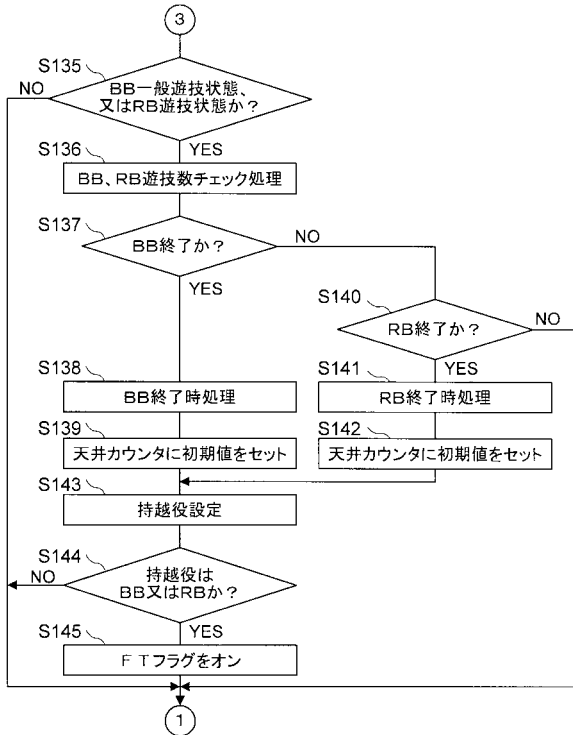 3
S135
NO
BB一般遊技状態、
又はRB遊技状態か？
YES
S136
BB、RB遊技数チェック処理
S137
BB終了か？
NO
YES
S140
RB終了か？
NO
YES
S138
BB終了時処理
S141
RB終了時処理
S139
天井カウンタに初期値をセット
S142
天井カウンタに初期値をセット
S143
持越役設定
S144
NO
持越役は
BB又はRBか？
YES
S145
ＦＴフラグをオン
1